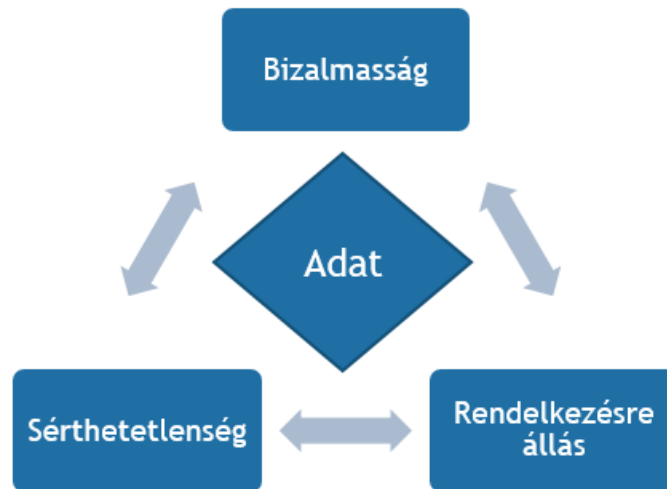 Bizalmasság
Adat
Sérthetetlenség
Rendelkezésre
állás